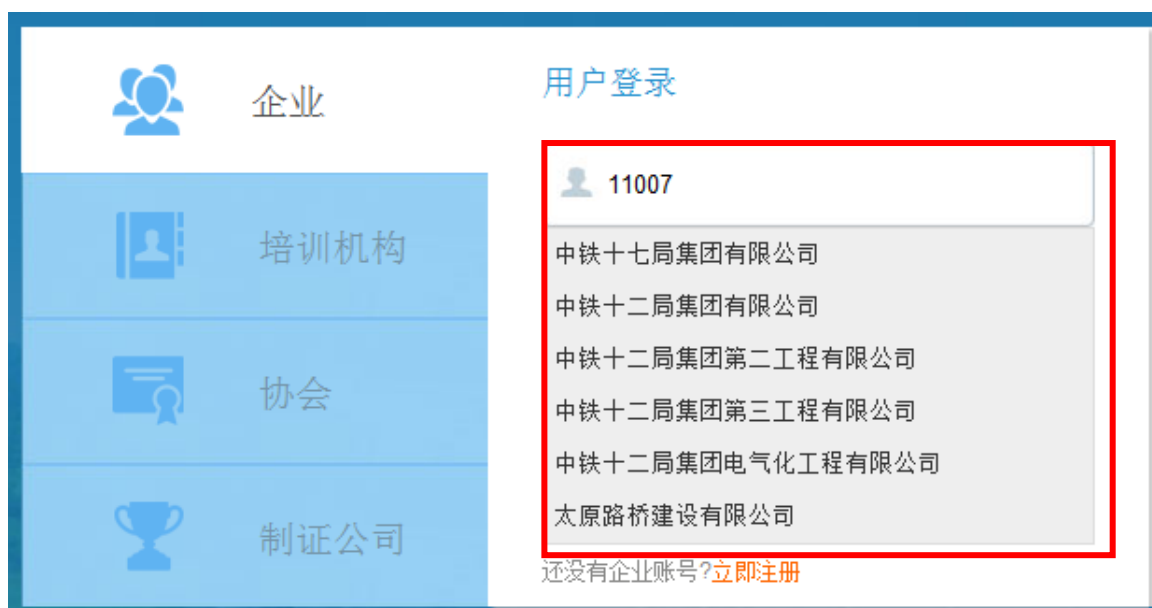 企业
培训机构
协会
制证公司
用户登录
11007
中铁十七局集团有限公司
中铁十二局集团有限公司
中铁十二局集团第二工程有限公司
中铁十二局集团第三工程有限公司
中铁十二局集团电气化工程有限公司
太原路桥建设有限公司
还没有企业账号?立即注册